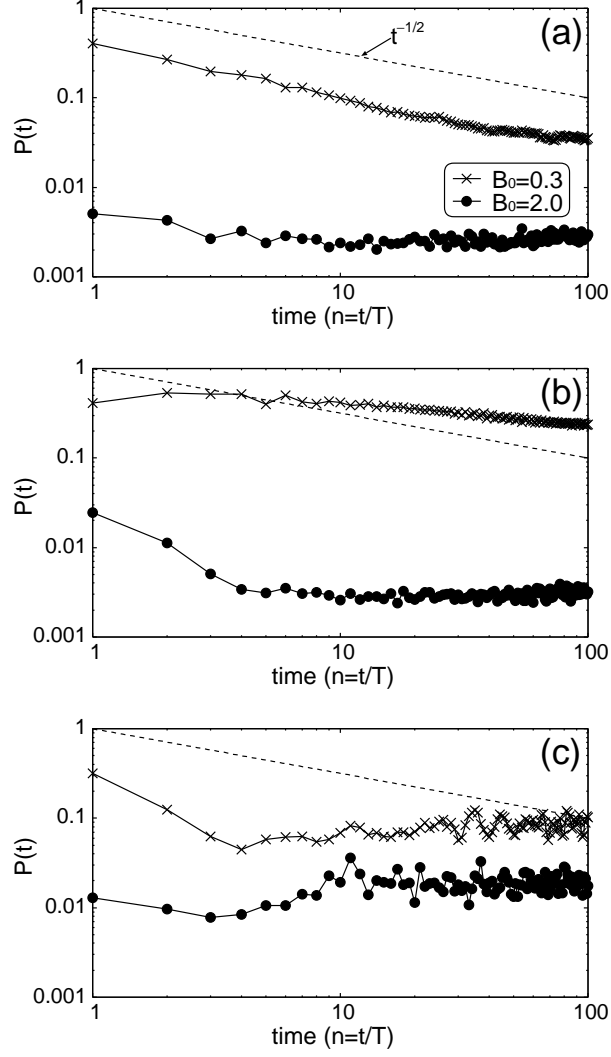 (a)
t−1/2
1
0.1
0.01
0.001
P(t)
B0=0.3
B0=2.0
1 10 100
time (n=t/T)
(b)
1
0.1
0.01
0.001
P(t)
1 10 100
time (n=t/T)
(c)
1
0.1
0.01
0.001
P(t)
1 10 100
time (n=t/T)